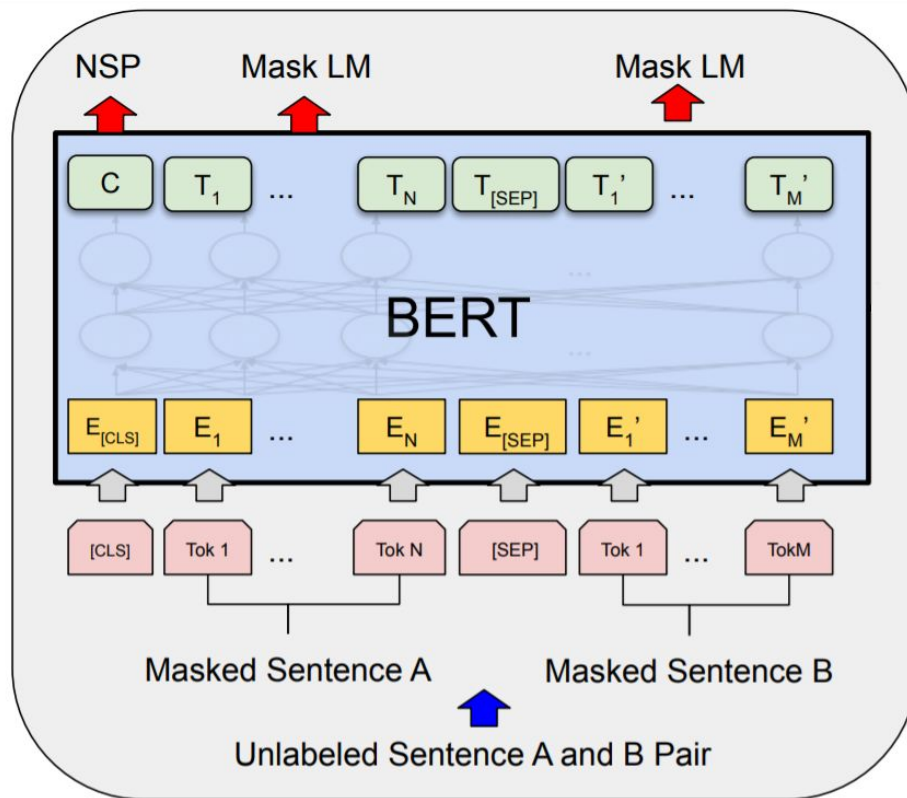 NSP Mask LM Mask LM
C T1 ... TN T[SEP] T1' ... TM'
...
BERT
...
E[CLS] E1 ... EN E[SEP] E1' ... EM'
[CLS] Tok 1 ... Tok N [SEP] Tok 1 ... TokM
Masked Sentence A Masked Sentence B
Unlabeled Sentence A and B Pair